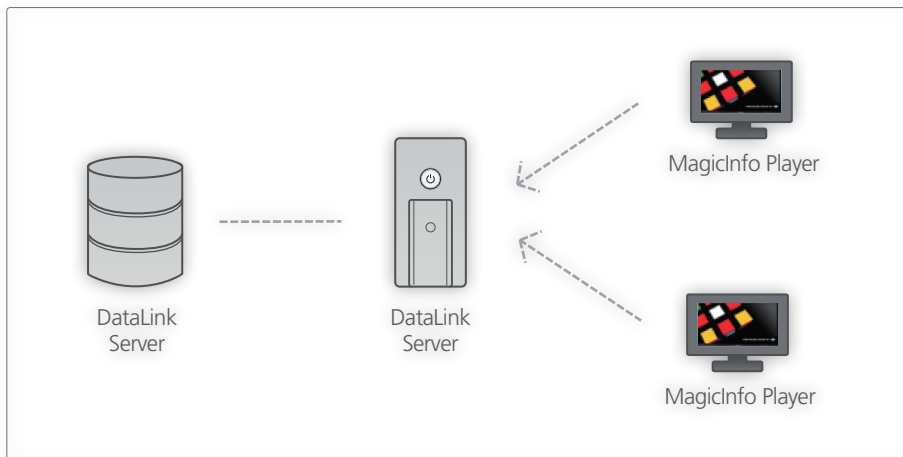 MagicInfo Player
DataLink
Server
DataLink
Server
MagicInfo Player